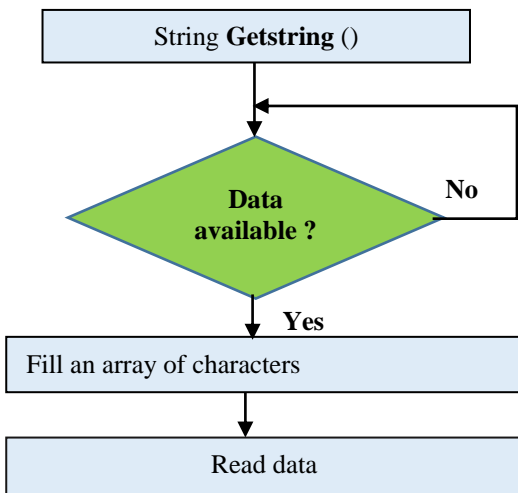 String Getstring ()
Data
available ?
No
Yes
Fill an array of characters
Read data